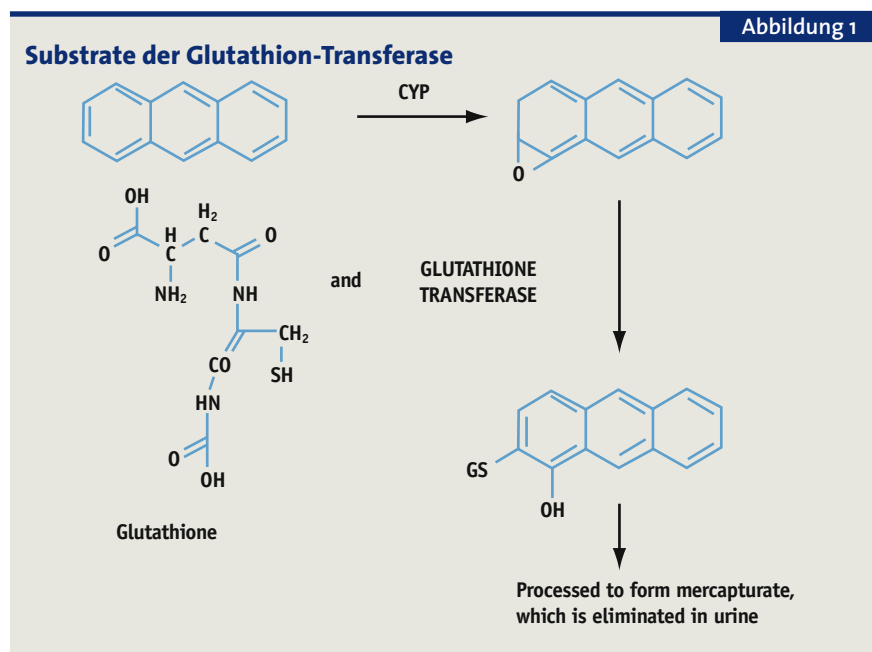 Abbildung 1
Substrate der Glutathion-Transferase
CYP
O
OH
H₂
H
C
O
O
C
NH₂
NH
and
GLUTATHIONE
TRANSFERASE
CH₂
CO
SH
HN
O
OH
GS
OH
Glutathione
Processed to form mercapturate,
which is eliminated in urine